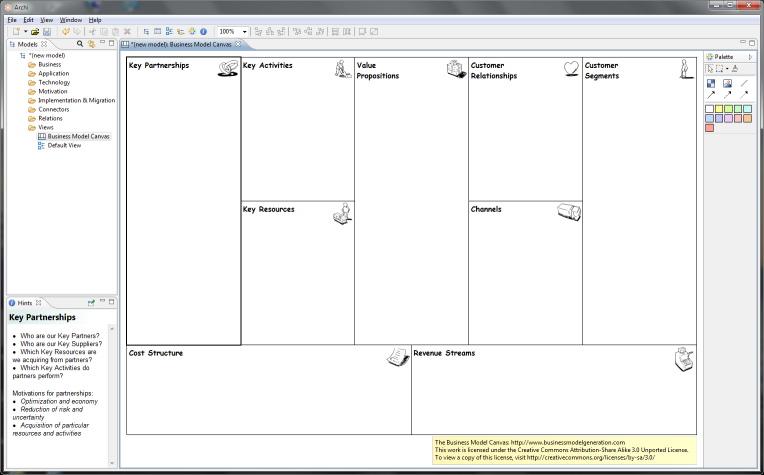 Archi
File Edit View Window Help
100%
Models
*(new model): Business Model Canvas
*(new model)
Business
Application
Technology
Motivation
Implementation & Migration
Connectors
Relations
Views
Business Model Canvas
Default View
Key Partnerships
Key Activities
Value
Propositions
Customer
Relationships
Customer
Segments
Key Resources
Channels
Cost Structure
Revenue Streams
Palette
Hints
Key Partnerships
• Who are our Key Partners?
• Who are our Key Suppliers?
• Which Key Resources are
we acquiring from partners?
• Which Key Activities do
partners perform?
Motivations for partnerships:
• Optimization and economy
• Reduction of risk and
uncertainty
• Acquisition of particular
resources and activities
The Business Model Canvas: http://www.businessmodelgeneration.com
This work is licensed under the Creative Commons Attribution-Share Alike 3.0 Unported License.
To view a copy of this license, visit http://creativecommons.org/licenses/by-sa/3.0/